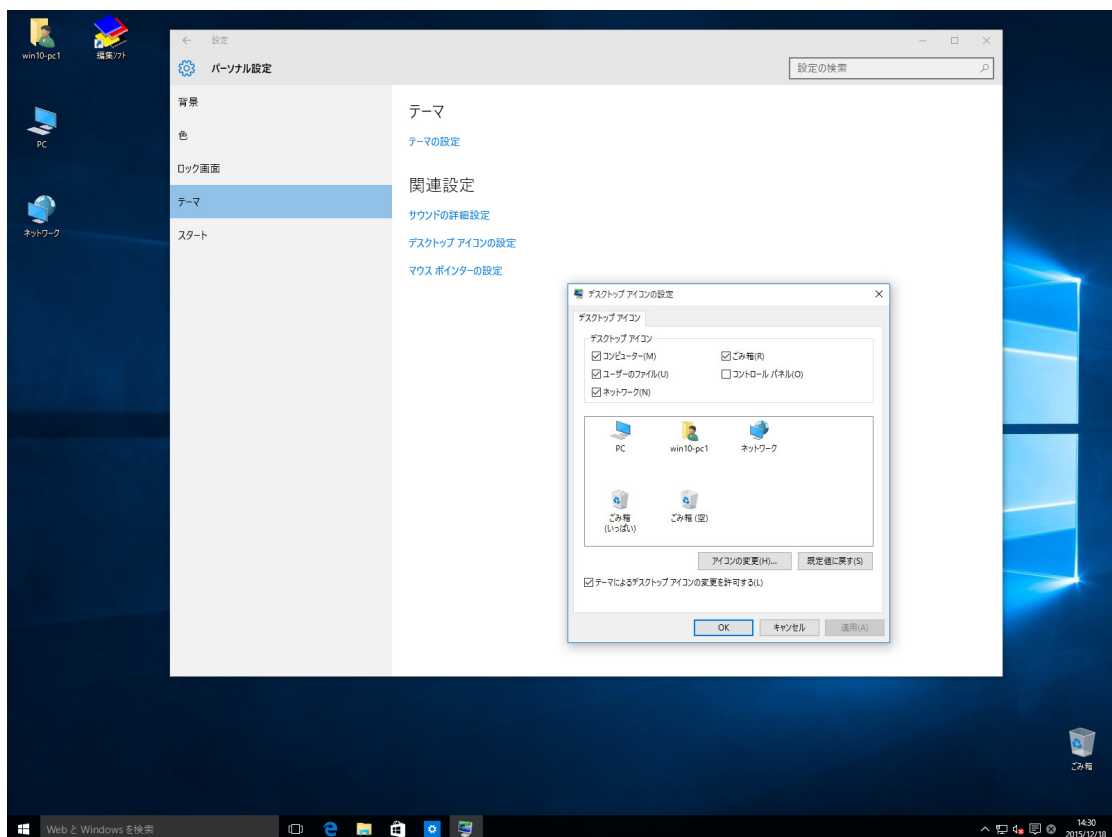 win10-pc1
編集ソフト
PC
ネットワーク
設定
パーソナル設定
設定の検索
背景
色
ロック画面
テーマ
スタート
テーマ
テーマの設定
関連設定
サウンドの詳細設定
デスクトップ アイコンの設定
マウス ポインターの設定
デスクトップ アイコンの設定
デスクトップ アイコン
デスクトップ アイコン
コンピューター(M)
ごみ箱(R)
ユーザーのファイル(U)
コントロール パネル(O)
ネットワーク(N)
PC
win10-pc1
ネットワーク
ごみ箱
(いっぱい)
ごみ箱 (空)
アイコンの変更(H)...
既定値に戻す(S)
テーマによるデスクトップ アイコンの変更を許可する(L)
OK
キャンセル
適用(A)
ごみ箱
Web と Windows を検索
14:30
2015/12/18